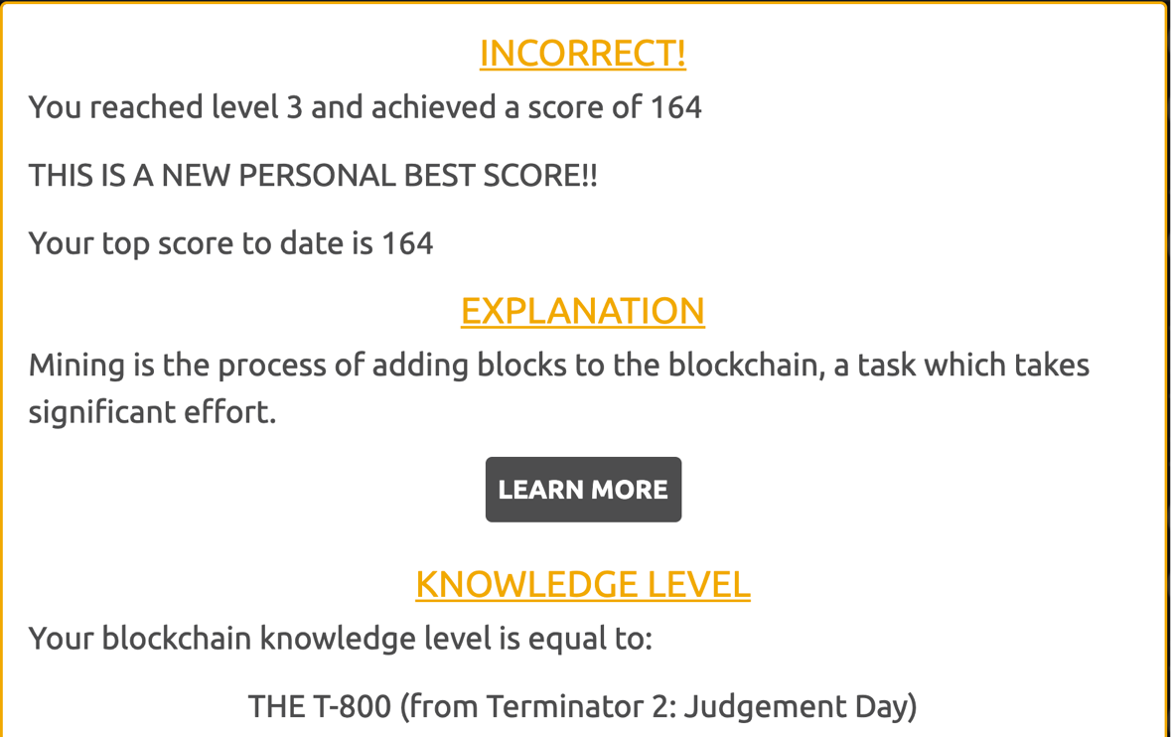 INCORRECT!
You reached level 3 and achieved a score of 164
THIS IS A NEW PERSONAL BEST SCORE!!
Your top score to date is 164
EXPLANATION
Mining is the process of adding blocks to the blockchain, a task which takes
significant effort.
LEARN MORE
KNOWLEDGE LEVEL
Your blockchain knowledge level is equal to:
THE T-800 (from Terminator 2: Judgement Day)